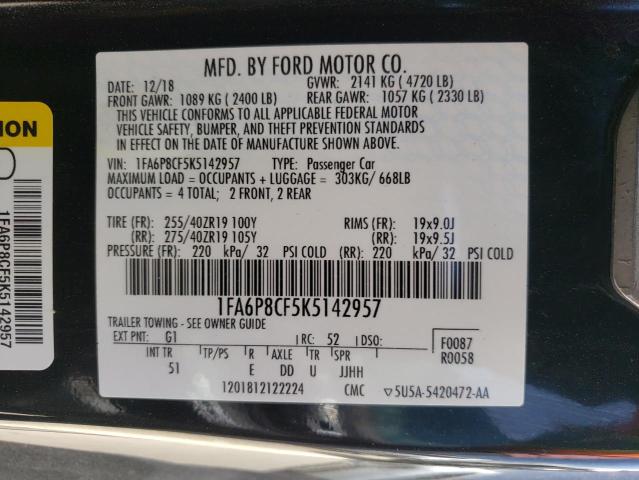 MFD. BY FORD MOTOR CO.
DATE: 12/18 GVWR: 2141 KG ( 4720 LB)
FRONT GAWR: 1089 KG ( 2400 LB) REAR GAWR: 1057 KG ( 2330 LB)
THIS VEHICLE CONFORMS TO ALL APPLICABLE FEDERAL MOTOR
VEHICLE SAFETY, BUMPER, AND THEFT PREVENTION STANDARDS
IN EFFECT ON THE DATE OF MANUFACTURE SHOWN ABOVE.
VIN: 1FA6P8CF5K5142957 TYPE: Passenger Car
MAXIMUM LOAD = OCCUPANTS + LUGGAGE = 303KG/ 668LB
OCCUPANTS = 4 TOTAL; 2 FRONT, 2 REAR
TIRE (FR): 255/40ZR19 100Y RIMS (FR): 19x9.0J
(RR): 275/40ZR19 105Y (RR): 19x9.5J
PRESSURE (FR): 220 kPa/ 32 PSI COLD (RR): 220 kPa/ 32 PSI COLD
1FA6P8CF5K5142957
TRAILER TOWING - SEE OWNER GUIDE
EXT PNT: G1 RC: 52 DSO: F0087
R0058
INT TR TP/PS R AXLE TR SPR
51 E DD U JJHH
1201812122224 CMC ▽5U5A-5420472-AA
ION
1FA6P8CF5K5142957